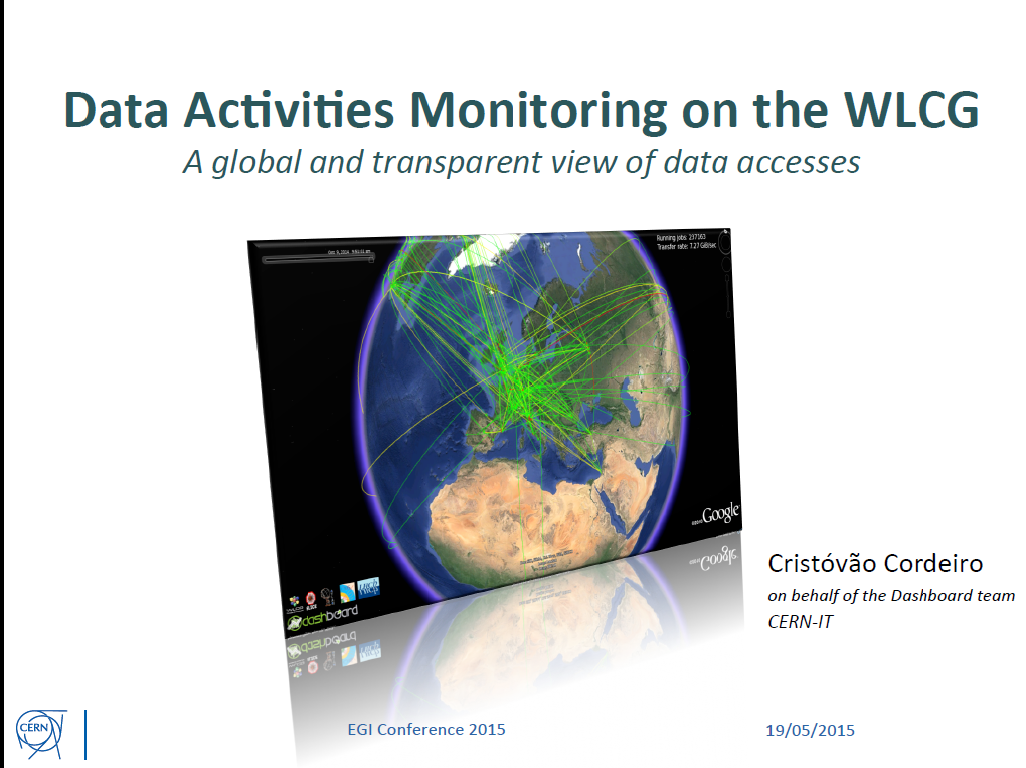 Data Activities Monitoring on the WLCG
A global and transparent view of data accesses
Running jobs: 237163
Transfer rate: 7.27 GiB/sec
Google
dashboard
Cristóvão Cordeiro
on behalf of the Dashboard team
CERN-IT
CERN
EGI Conference 2015
19/05/2015